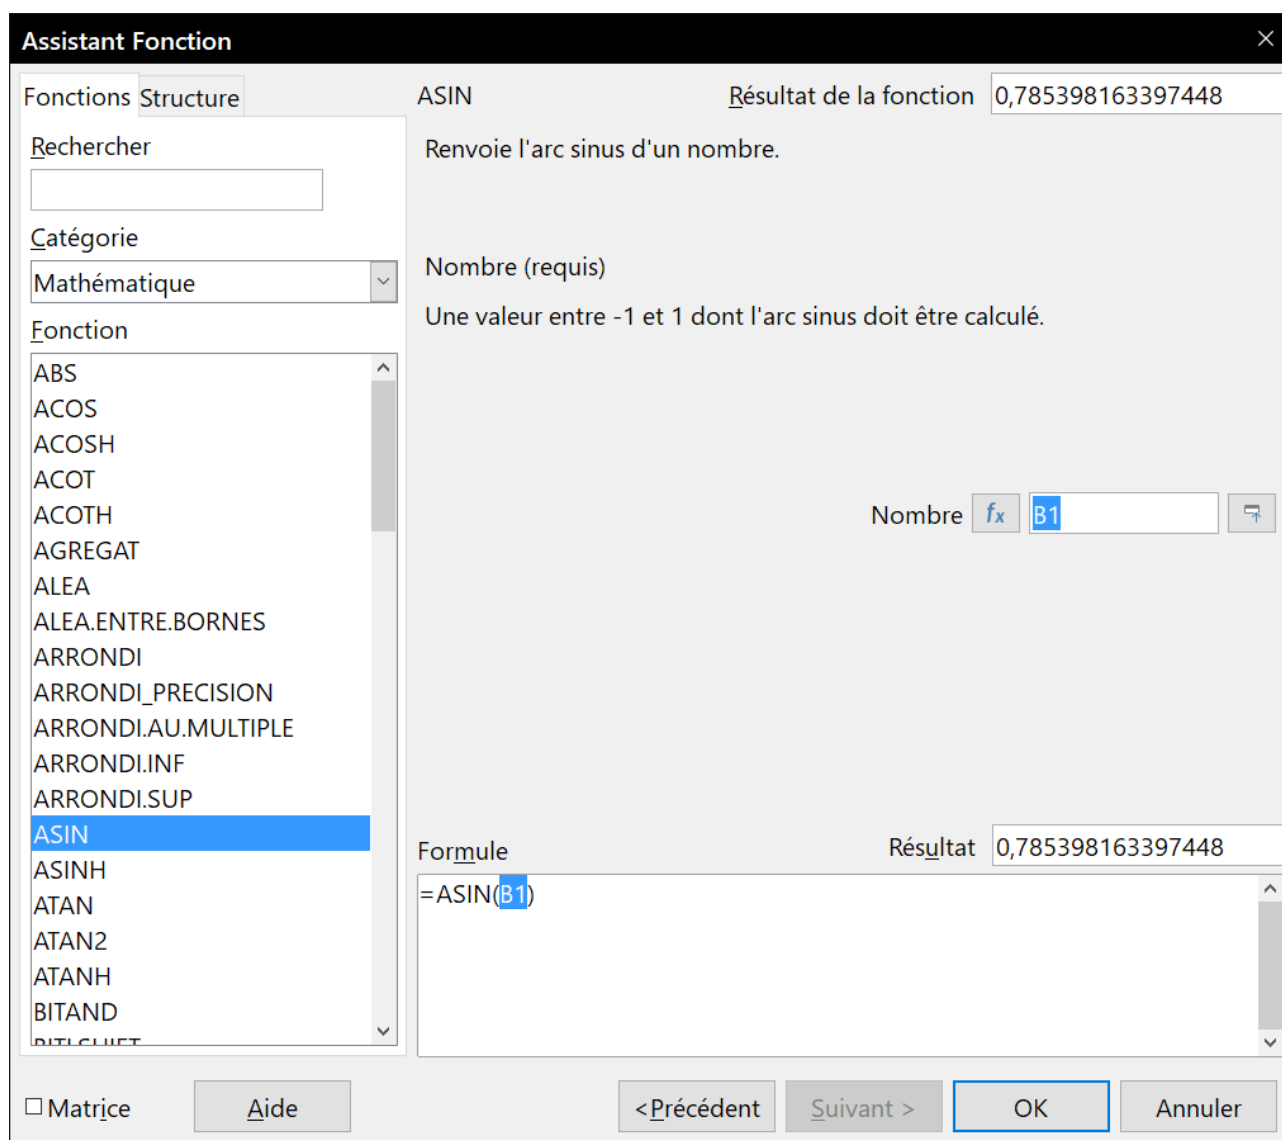 Assistant Fonction
Fonctions Structure
Rechercher
Catégorie
Mathématique
Fonction
ABS
ACOS
ACOSH
ACOT
ACOTH
AGREGAT
ALEA
ALEA.ENTRE.BORNES
ARRONDI
ARRONDI_PRECISION
ARRONDI.AU.MULTIPLE
ARRONDI.INF
ARRONDI.SUP
ASIN
ASINH
ATAN
ATAN2
ATANH
BITAND
ASIN Résultat de la fonction 0,785398163397448
Renvoie l'arc sinus d'un nombre.
Nombre (requis)
Une valeur entre -1 et 1 dont l'arc sinus doit être calculé.
Nombre fx B1
Formule Résultat 0,785398163397448
=ASIN(B1)
Matrice Aide <Précédent Suivant > OK Annuler